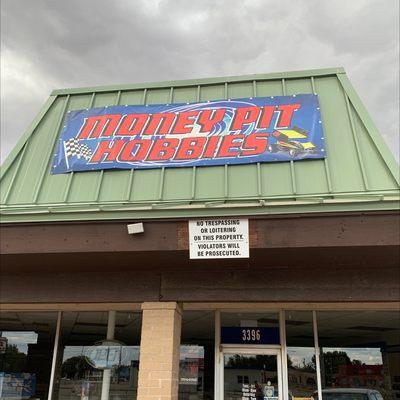 MONEY PIT
HOBBIES
NO TRESPASSING
OR LOITERING
ON THIS PROPERTY.
VIOLATORS WILL
BE PROSECUTED.
3396